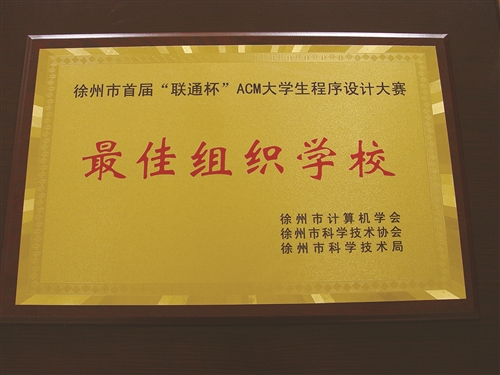 徐州市首届“联通杯”ACM大学生程序设计大赛
最佳组织学校
徐州市计算机学会
徐州市科学技术协会
徐州市科学技术局